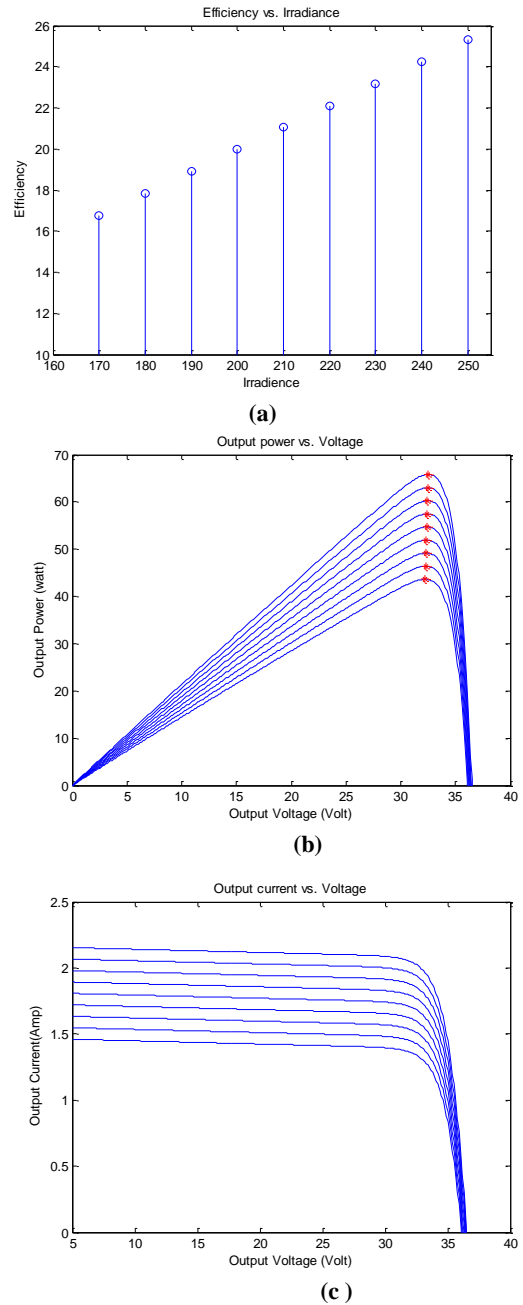 Efficiency vs. Irradiance
26
24
22
20
18
16
14
12
10
Efficiency
160 170 180 190 200 210 220 230 240 250
Irradience
(a)
Output power vs. Voltage
70
60
50
40
30
20
10
0
Output Power (watt)
0 5 10 15 20 25 30 35 40
Output Voltage (Volt)
(b)
Output current vs. Voltage
2.5
2
1.5
1
0.5
0
Output Current(Amp)
5 10 15 20 25 30 35 40
Output Voltage (Volt)
(c )